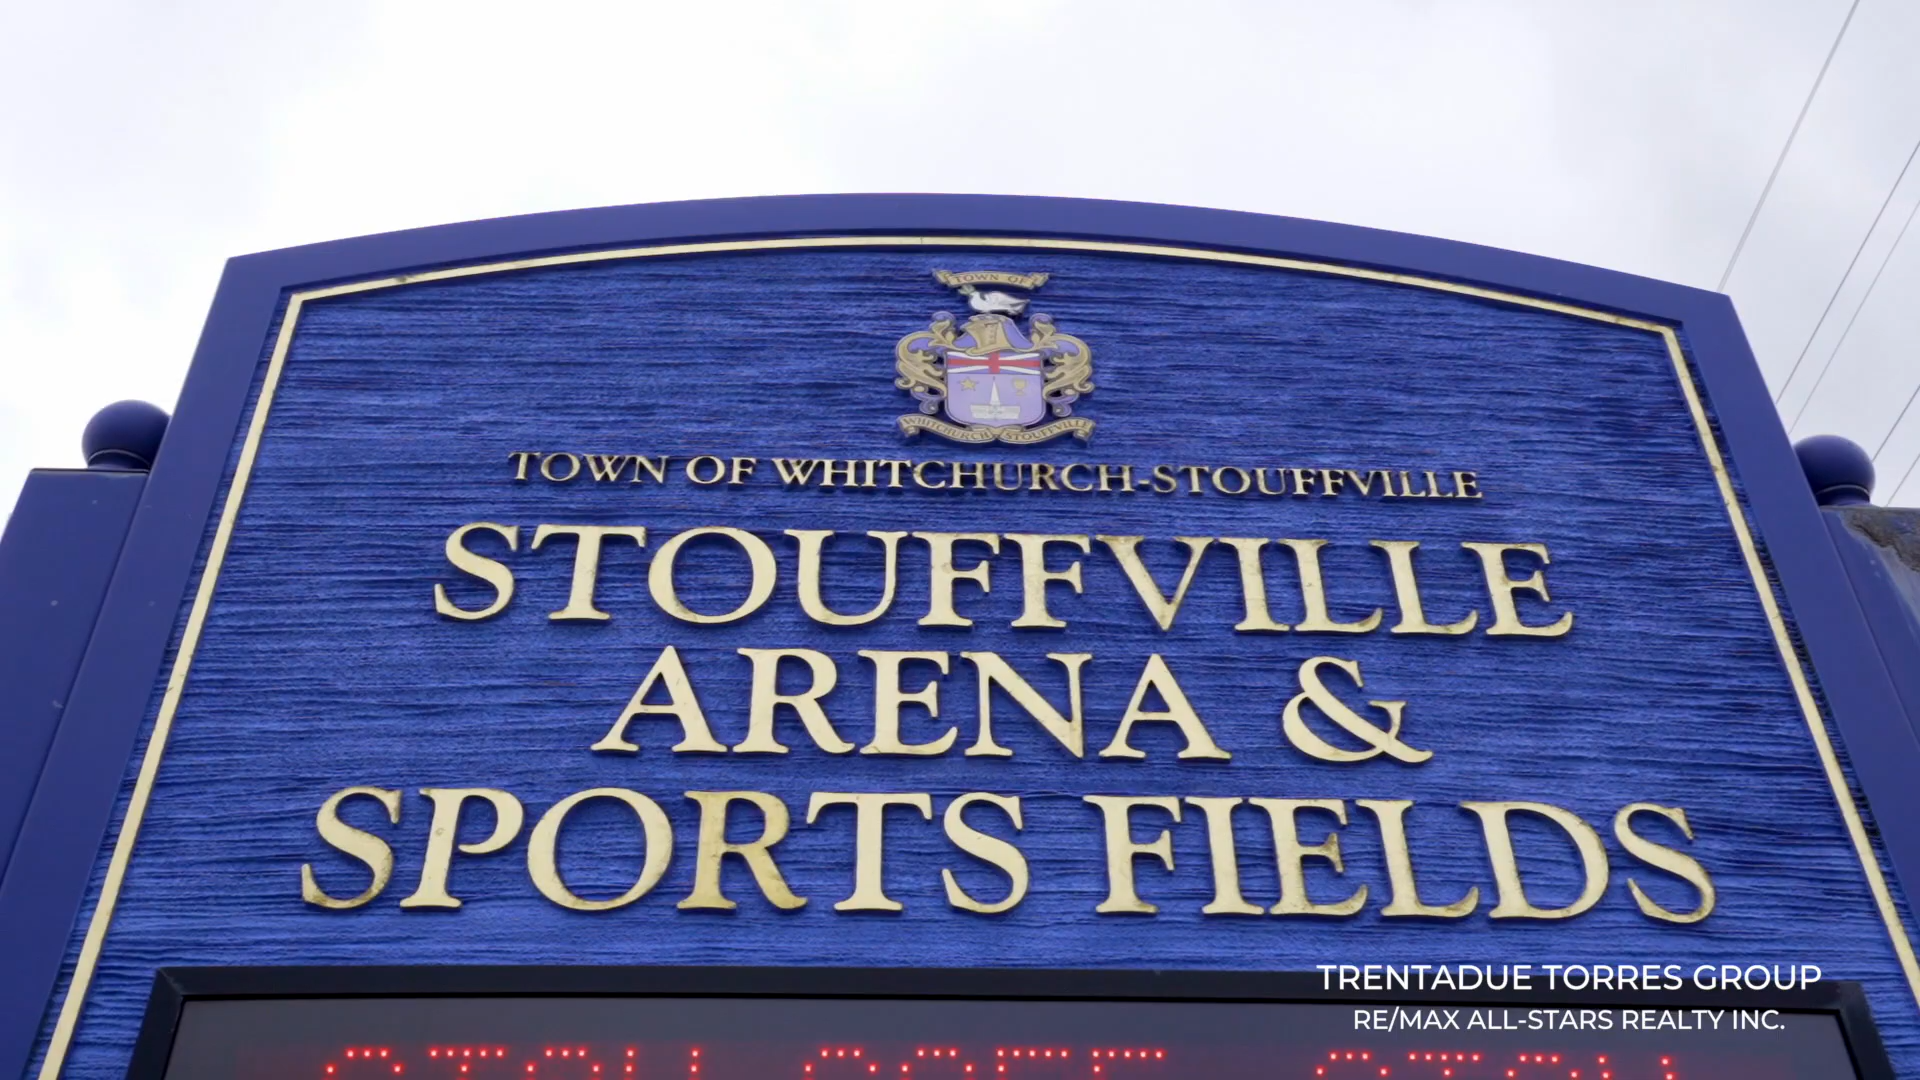 TOWN OF
WHITCHURCH STOUFFVILLE
TOWN OF WHITCHURCH-STOUFFVILLE
STOUFFVILLE
ARENA &
SPORTS FIELDS
TRENTADUE TORRES GROUP
RE/MAX ALL-STARS REALTY INC.